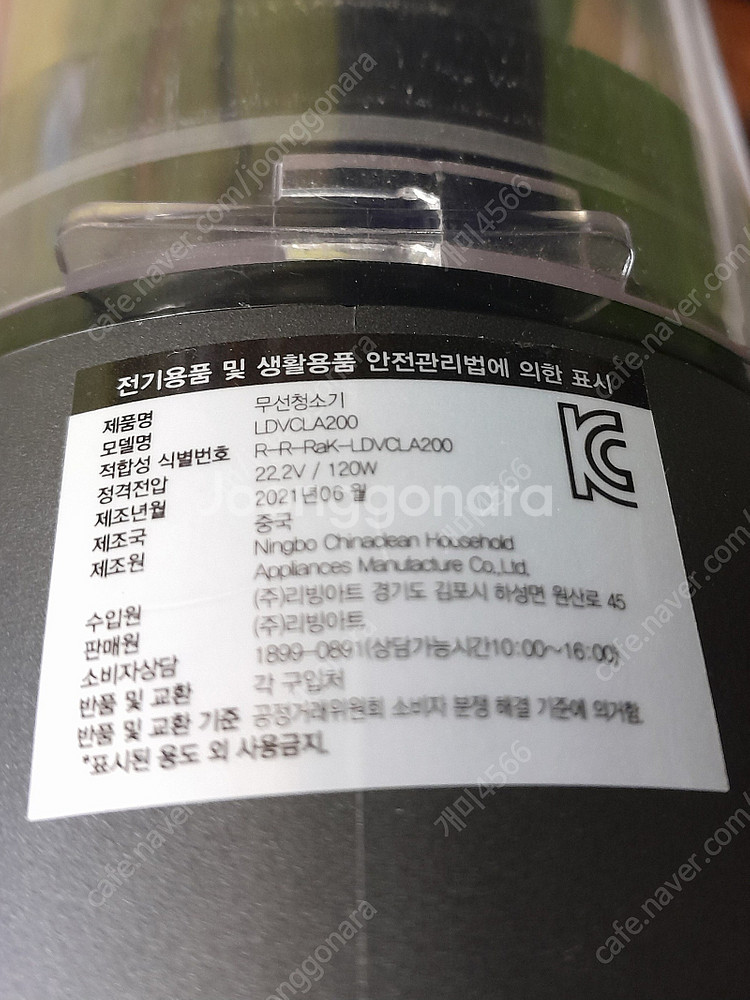 전기용품 및 생활용품 안전관리법에 의한 표시
제품명 무선청소기
모델명 LDVCLA200
적합성 식별번호 R-R-RaK-LDVCLA200
정격전압 22.2V / 120W
제조년월 2021년06 월
제조국 중국
제조원 Ningbo Chinaclean Household
Appliances Manufacture Co.,Ltd.
수입원 (주)리빙아트 경기도 김포시 하성면 원산로 45
판매원 (주)리빙아트
소비자상담 1899-0891(상담가능시간10:00~16:00)
반품 및 교환 각 구입처
반품 및 교환 기준 공정거래위원회 소비자 분쟁 해결 기준에 의거함.
*표시된 용도 외 사용금지.
KC
Joonggonara
cafe.naver.com/joonggonara
개미4566